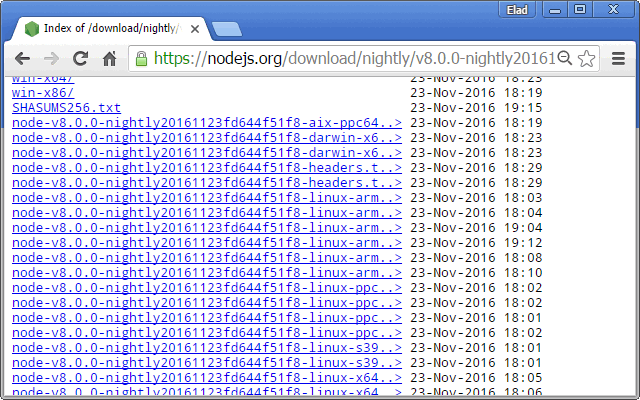 Elad
Index of /download/nightly/
https://nodejs.org/download/nightly/v8.0.0-nightly20161
win-x64/ 23-Nov-2016 18:23
win-x86/ 23-Nov-2016 18:19
SHASUMS256.txt 23-Nov-2016 19:15
node-v8.0.0-nightly20161123fd644f51f8-aix-ppc64..> 23-Nov-2016 18:19
node-v8.0.0-nightly20161123fd644f51f8-darwin-x6..> 23-Nov-2016 18:23
node-v8.0.0-nightly20161123fd644f51f8-darwin-x6..> 23-Nov-2016 18:23
node-v8.0.0-nightly20161123fd644f51f8-headers.t..> 23-Nov-2016 18:29
node-v8.0.0-nightly20161123fd644f51f8-headers.t..> 23-Nov-2016 18:29
node-v8.0.0-nightly20161123fd644f51f8-linux-arm..> 23-Nov-2016 18:03
node-v8.0.0-nightly20161123fd644f51f8-linux-arm..> 23-Nov-2016 18:04
node-v8.0.0-nightly20161123fd644f51f8-linux-arm..> 23-Nov-2016 19:04
node-v8.0.0-nightly20161123fd644f51f8-linux-arm..> 23-Nov-2016 19:12
node-v8.0.0-nightly20161123fd644f51f8-linux-arm..> 23-Nov-2016 18:08
node-v8.0.0-nightly20161123fd644f51f8-linux-arm..> 23-Nov-2016 18:10
node-v8.0.0-nightly20161123fd644f51f8-linux-ppc..> 23-Nov-2016 18:02
node-v8.0.0-nightly20161123fd644f51f8-linux-ppc..> 23-Nov-2016 18:02
node-v8.0.0-nightly20161123fd644f51f8-linux-ppc..> 23-Nov-2016 18:01
node-v8.0.0-nightly20161123fd644f51f8-linux-ppc..> 23-Nov-2016 18:02
node-v8.0.0-nightly20161123fd644f51f8-linux-s39..> 23-Nov-2016 18:01
node-v8.0.0-nightly20161123fd644f51f8-linux-s39..> 23-Nov-2016 18:01
node-v8.0.0-nightly20161123fd644f51f8-linux-x64..> 23-Nov-2016 18:05
node-v8.0.0-nightly20161123fd644f51f8-linux-x64..> 23-Nov-2016 18:06